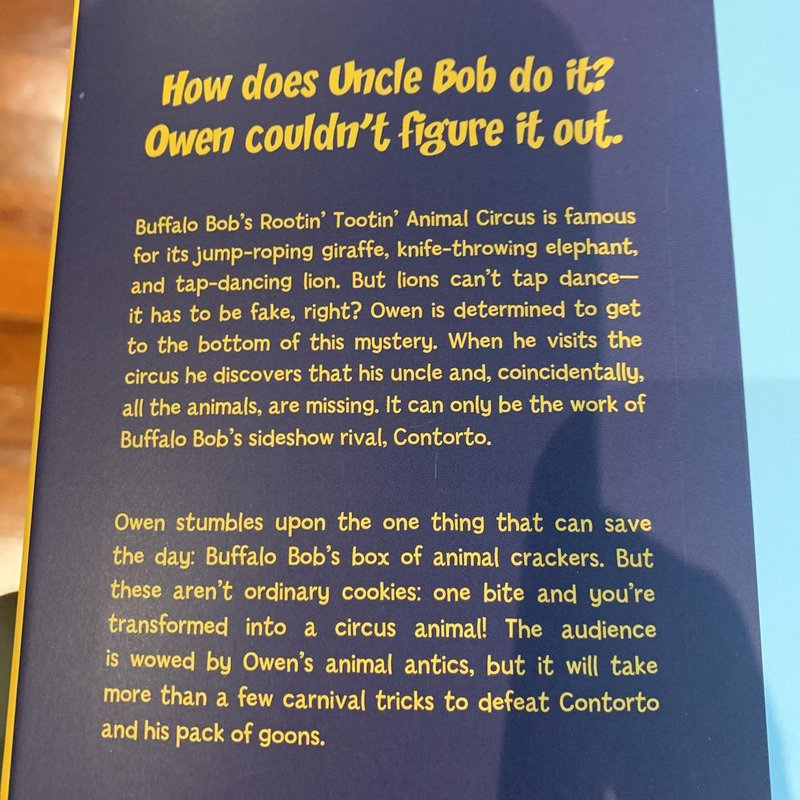 How does Uncle Bob do it?
Owen couldn't figure it out.
Buffalo Bob's Rootin' Tootin' Animal Circus is famous
for its jump-roping giraffe, knife-throwing elephant,
and tap-dancing lion. But lions can't tap dance—
it has to be fake, right? Owen is determined to get
to the bottom of this mystery. When he visits the
circus he discovers that his uncle and, coincidentally,
all the animals, are missing. It can only be the work of
Buffalo Bob's sideshow rival, Contorto.
Owen stumbles upon the one thing that can save
the day: Buffalo Bob's box of animal crackers. But
these aren't ordinary cookies: one bite and you're
transformed into a circus animal! The audience
is wowed by Owen's animal antics, but it will take
more than a few carnival tricks to defeat Contorto
and his pack of goons.